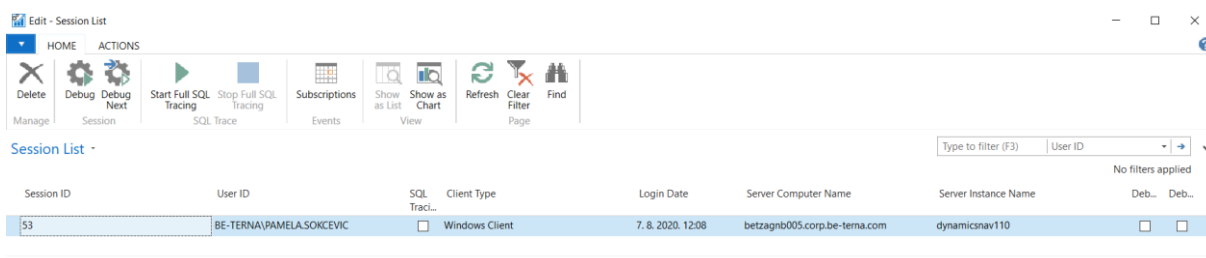 Edit - Session List
HOME ACTIONS
Delete Debug Debug Next Start Full SQL Tracing Stop Full SQL Tracing Subscriptions Show as List Show as Chart Refresh Clear Filter Find
Manage Session SQL Trace Events View Page
Session List
Type to filter (F3) User ID
No filters applied
Session ID User ID SQL Traci... Client Type Login Date Server Computer Name Server Instance Name Deb... Deb...
53 BE-TERNA\PAMELA.SOKCEVIC Windows Client 7. 8. 2020. 12:08 betzagnb005.corp.be-terna.com dynamicsnav110